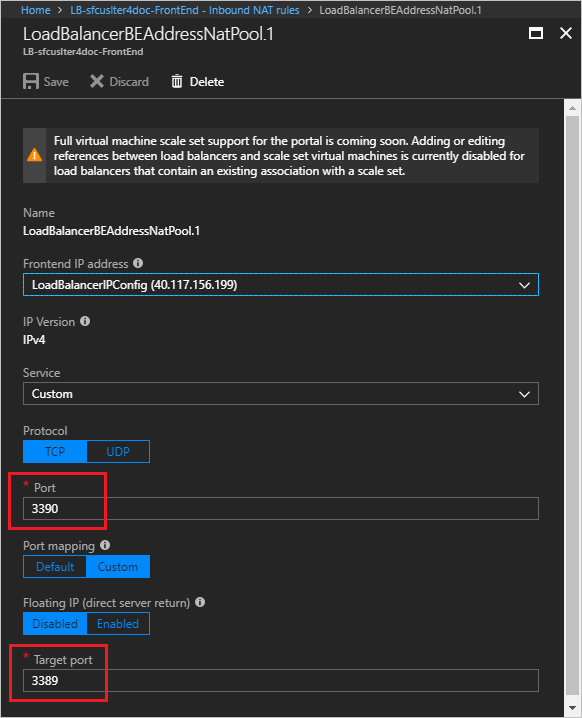 Home > LB-sfcuslter4doc-FrontEnd - Inbound NAT rules > LoadBalancerBEAddressNatPool.1
LoadBalancerBEAddressNatPool.1
LB-sfcuslter4doc-FrontEnd
Save Discard Delete
Full virtual machine scale set support for the portal is coming soon. Adding or editing
references between load balancers and scale set virtual machines is currently disabled for
load balancers that contain an existing association with a scale set.
Name
LoadBalancerBEAddressNatPool.1
Frontend IP address
LoadBalancerIPConfig (40.117.156.199)
IP Version
IPv4
Service
Custom
Protocol
TCP UDP
* Port
3390
Port mapping
Default Custom
Floating IP (direct server return)
Disabled Enabled
* Target port
3389